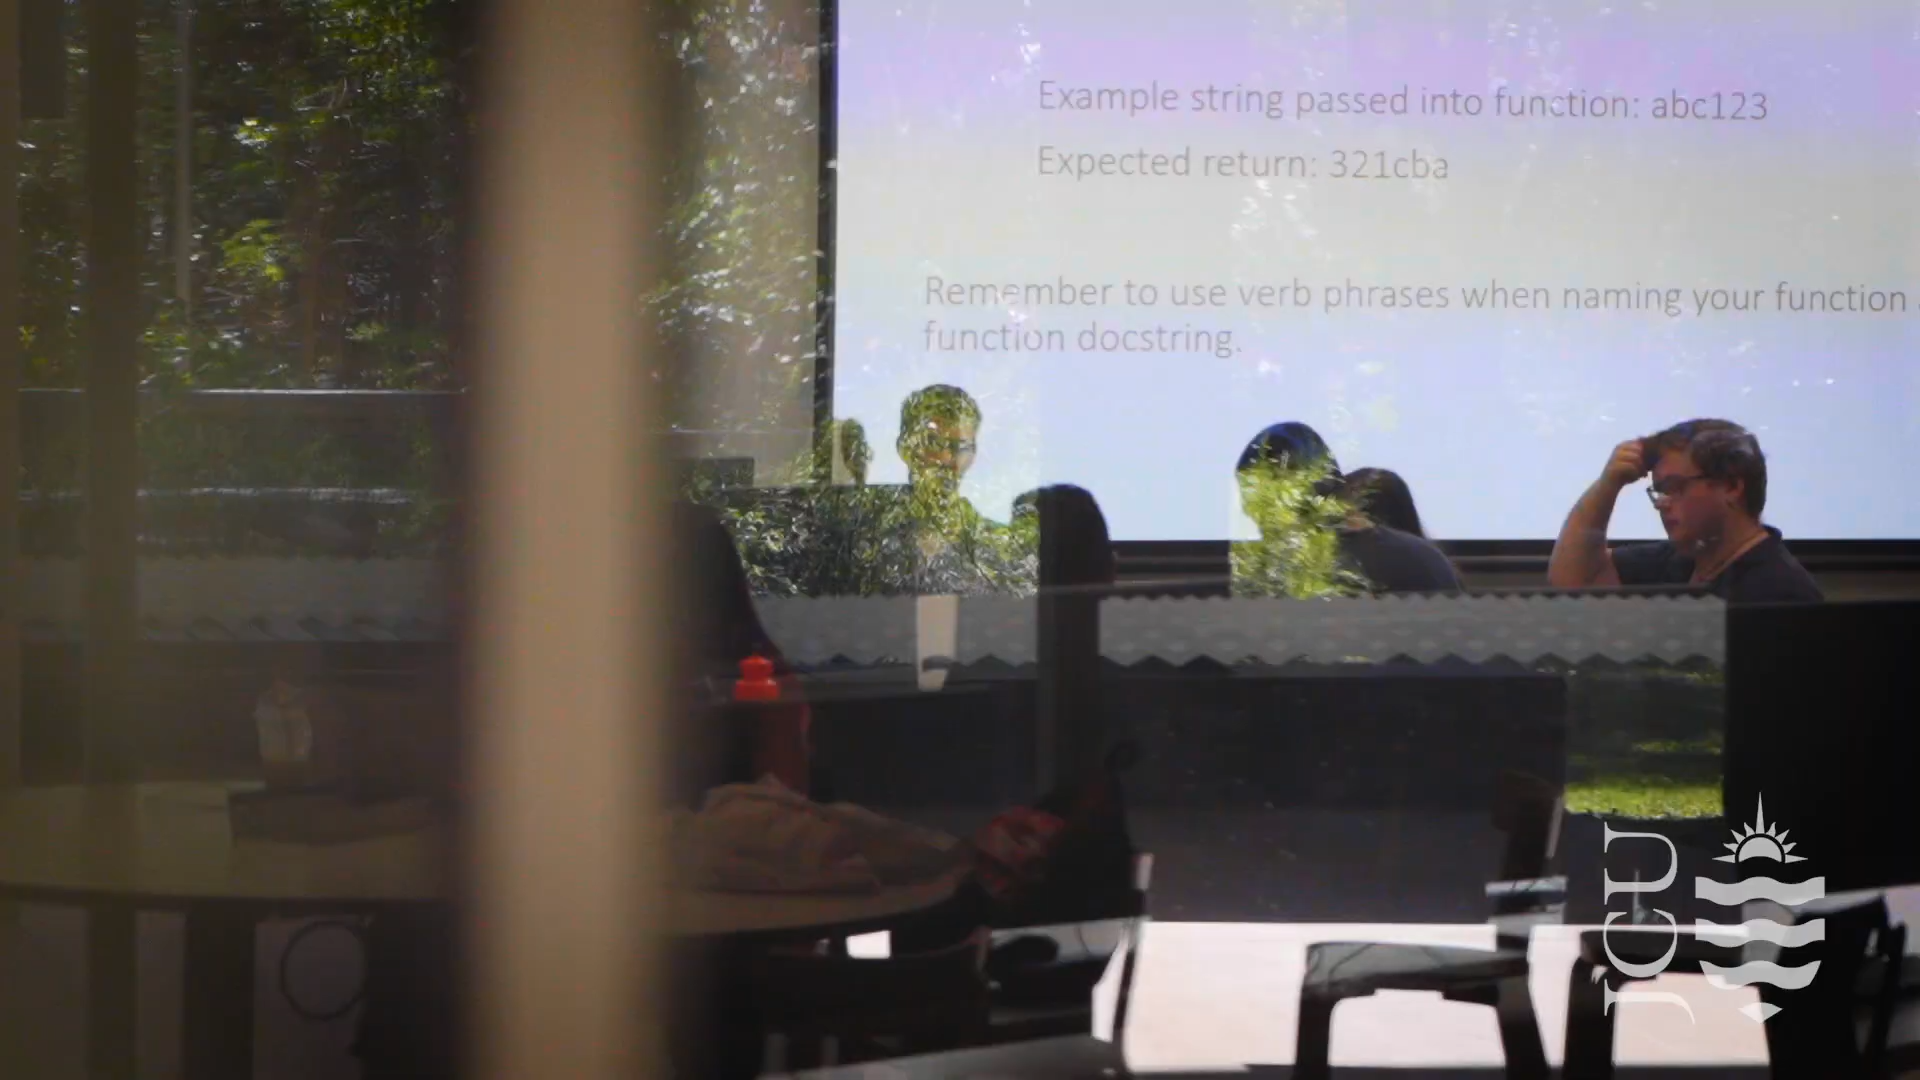 Example string passed into function: abc123
Expected return: 321cba
Remember to use verb phrases when naming your function
function docstring.
JCU